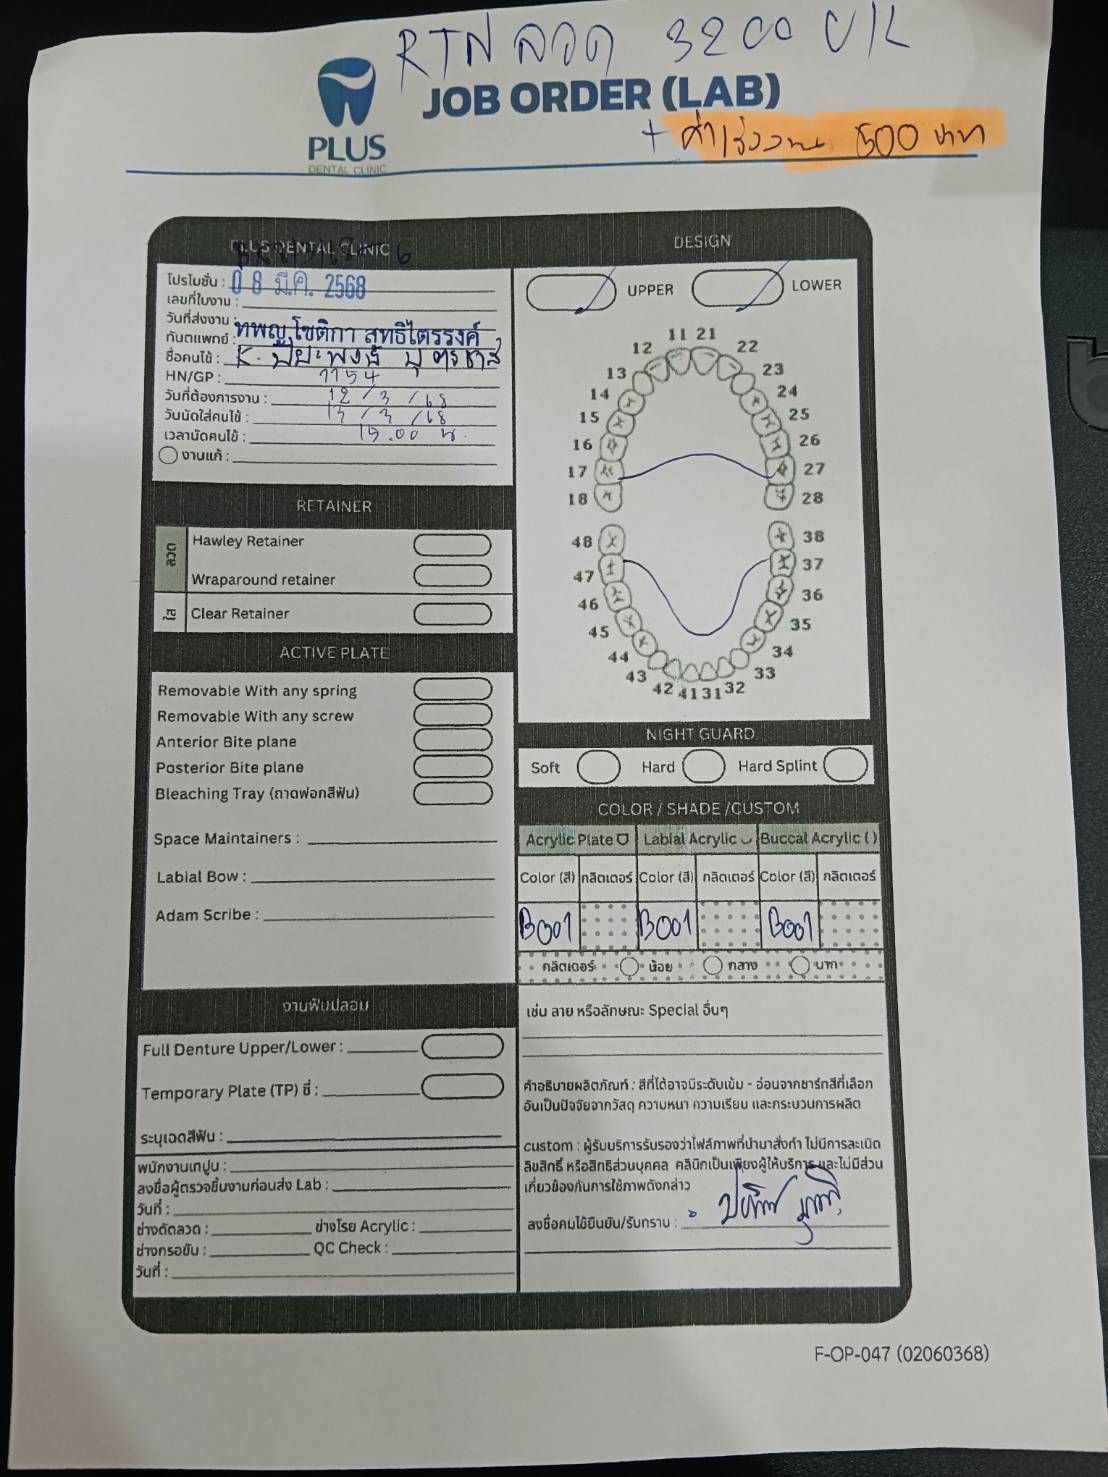 RTN ลวด 3200 U/L
JOB ORDER (LAB)
+ ค่าเร่งงาน 500 บาท
PLUS
DENTAL CLINIC
PLUS DENTAL CLINIC
โปรโมชั่น :
08 มี.ค. 2568
เลขที่ใบงาน :
วันที่ส่งงาน :
ทันตแพทย์ : ทพญ.โชติกา สุทธิไตรรงค์
ชื่อคนไข้ : K.
HN/GP : 7154
วันที่ต้องการงาน : 12/3/68
วันนัดใส่คนไข้ : 13/3/68
เวลานัดคนไข้ : 15.00 น.
งานแก้ :
DESIGN
UPPER
LOWER
11 21
12 22
13 23
14 24
15 25
16 26
17 27
18 28
48 38
47 37
46 36
45 35
44 34
43 33
42 41 31 32
RETAINER
ลวด
Hawley Retainer
Wraparound retainer
ใส
Clear Retainer
ACTIVE PLATE
Removable With any spring
Removable With any screw
Anterior Bite plane
Posterior Bite plane
Bleaching Tray (ถาดฟอกสีฟัน)
Space Maintainers :
Labial Bow :
Adam Scribe :
NIGHT GUARD
Soft Hard Hard Splint
COLOR / SHADE /CUSTOM
Acrylic Plate Labial Acrylic Buccal Acrylic ( )
Color (สี) กลิตเตอร์ Color (สี) กลิตเตอร์ Color (สี) กลิตเตอร์
B001 B001 B001
กลิตเตอร์ น้อย กลาง มาก
เช่น ลาย หรือลักษณะ Special อื่นๆ
งานฟันปลอม
Full Denture Upper/Lower :
Temporary Plate (TP) ซี่ :
ระบุเฉดสีฟัน :
พนักงานเทปูน :
ลงชื่อผู้ตรวจชิ้นงานก่อนส่ง Lab :
วันที่ :
ช่างดัดลวด : ช่างโรย Acrylic :
ช่างกรอขัด : QC Check :
วันที่ :
คำอธิบายผลิตภัณฑ์ : สีที่ได้อาจมีระดับเข้ม - อ่อนจากชาร์ทสีที่เลือก
อันเป็นปัจจัยจากวัสดุ ความหนา ความเรียบ และกระบวนการผลิต
custom : ผู้รับบริการรับรองว่าไฟล์ภาพที่นำมาสั่งทำ ไม่มีการละเมิด
ลิขสิทธิ์ หรือสิทธิส่วนบุคคล คลินิกเป็นเพียงผู้ให้บริการ และไม่มีส่วน
เกี่ยวข้องกับการใช้ภาพดังกล่าว
ลงชื่อคนไข้ยืนยัน/รับทราบ :
F-OP-047 (02060368)